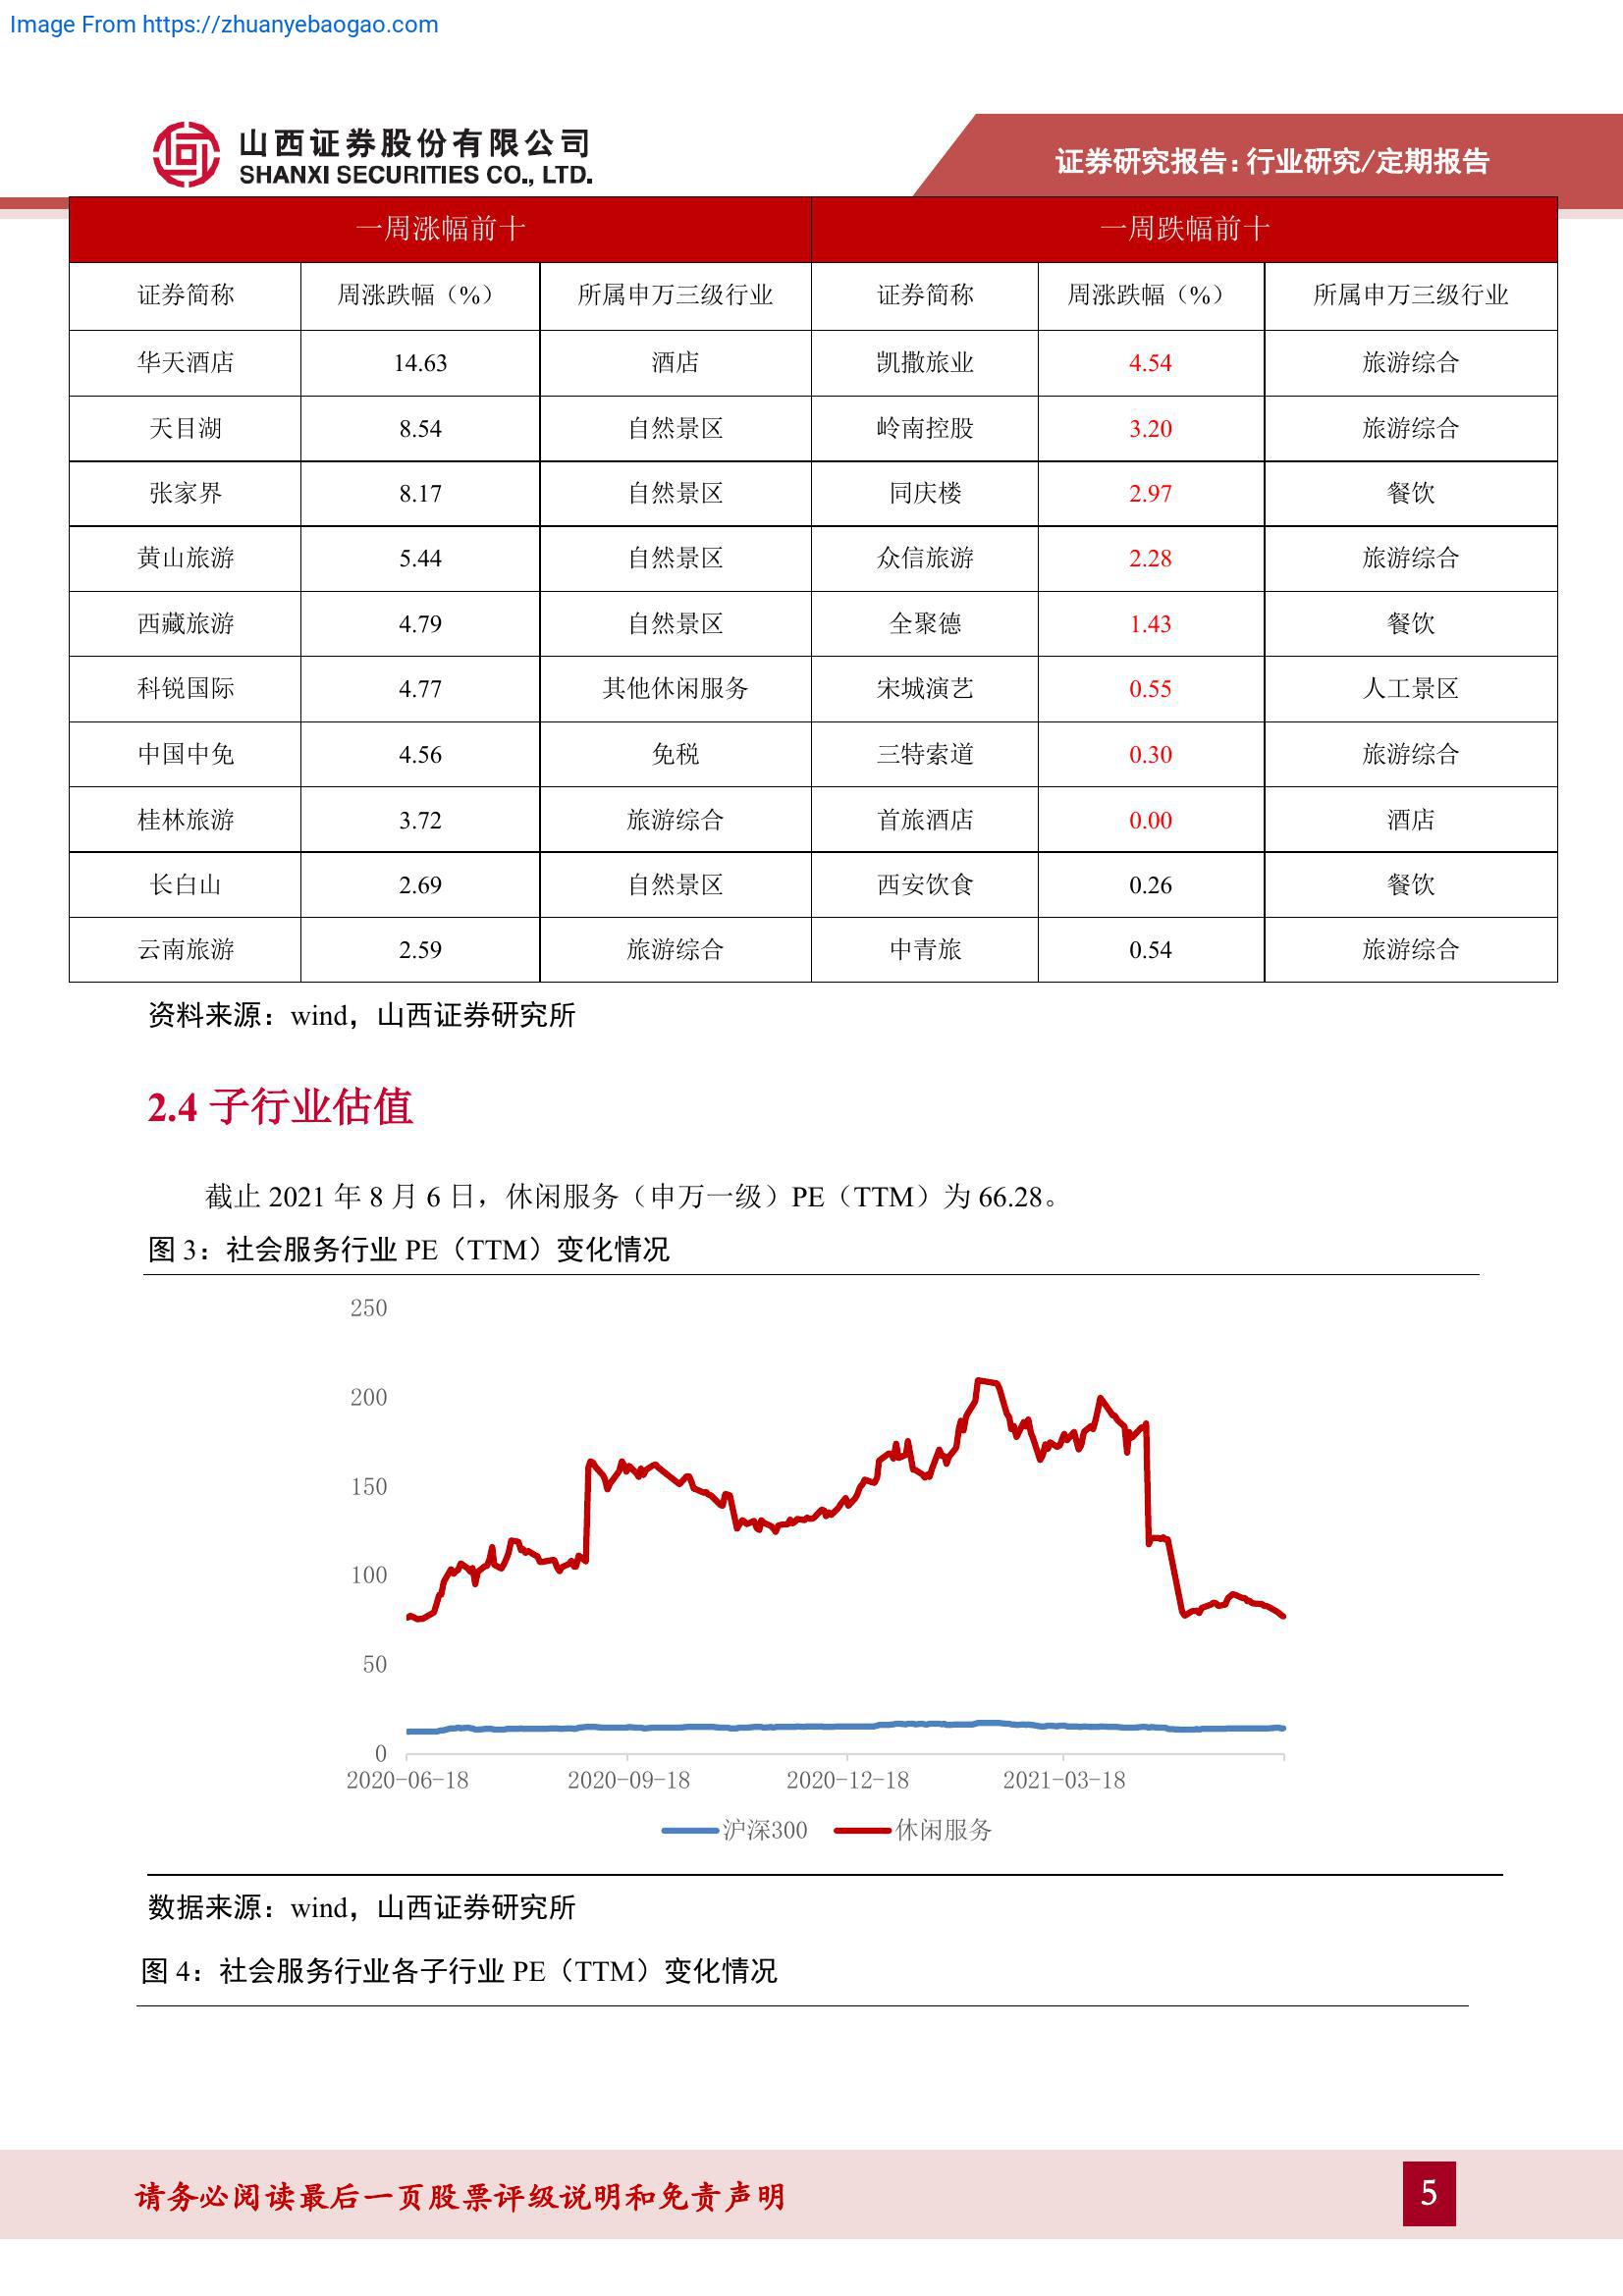 Image From https://zhuanyebaogao.com
山西证券股份有限公司
SHANXI SECURITIES CO., LTD.
证券研究报告：行业研究/定期报告
一周涨幅前十 一周跌幅前十
证券简称 周涨跌幅（%） 所属申万三级行业 证券简称 周涨跌幅（%） 所属申万三级行业
华天酒店 14.63 酒店 凯撒旅业 4.54 旅游综合
天目湖 8.54 自然景区 岭南控股 3.20 旅游综合
张家界 8.17 自然景区 同庆楼 2.97 餐饮
黄山旅游 5.44 自然景区 众信旅游 2.28 旅游综合
西藏旅游 4.79 自然景区 全聚德 1.43 餐饮
科锐国际 4.77 其他休闲服务 宋城演艺 0.55 人工景区
中国中免 4.56 免税 三特索道 0.30 旅游综合
桂林旅游 3.72 旅游综合 首旅酒店 0.00 酒店
长白山 2.69 自然景区 西安饮食 0.26 餐饮
云南旅游 2.59 旅游综合 中青旅 0.54 旅游综合
资料来源：wind，山西证券研究所
2.4 子行业估值
截止 2021 年 8 月 6 日，休闲服务（申万一级）PE（TTM）为 66.28。
图 3：社会服务行业 PE（TTM）变化情况
250
200
150
100
50
0
2020-06-18 2020-09-18 2020-12-18 2021-03-18
沪深300 休闲服务
数据来源：wind，山西证券研究所
图 4：社会服务行业各子行业 PE（TTM）变化情况
请务必阅读最后一页股票评级说明和免责声明
5